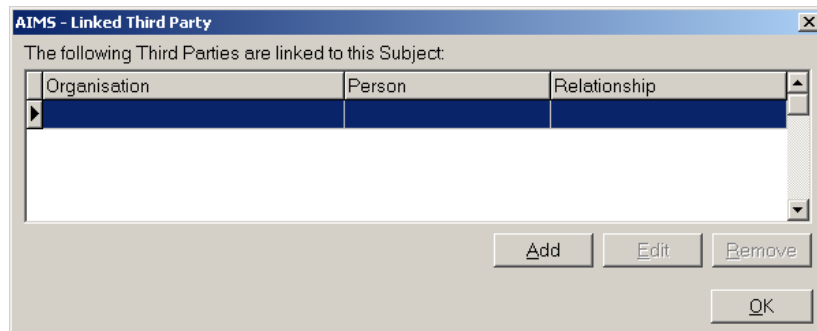 AIMS - Linked Third Party
The following Third Parties are linked to this Subject:
Organisation Person Relationship
Add Edit Remove
OK